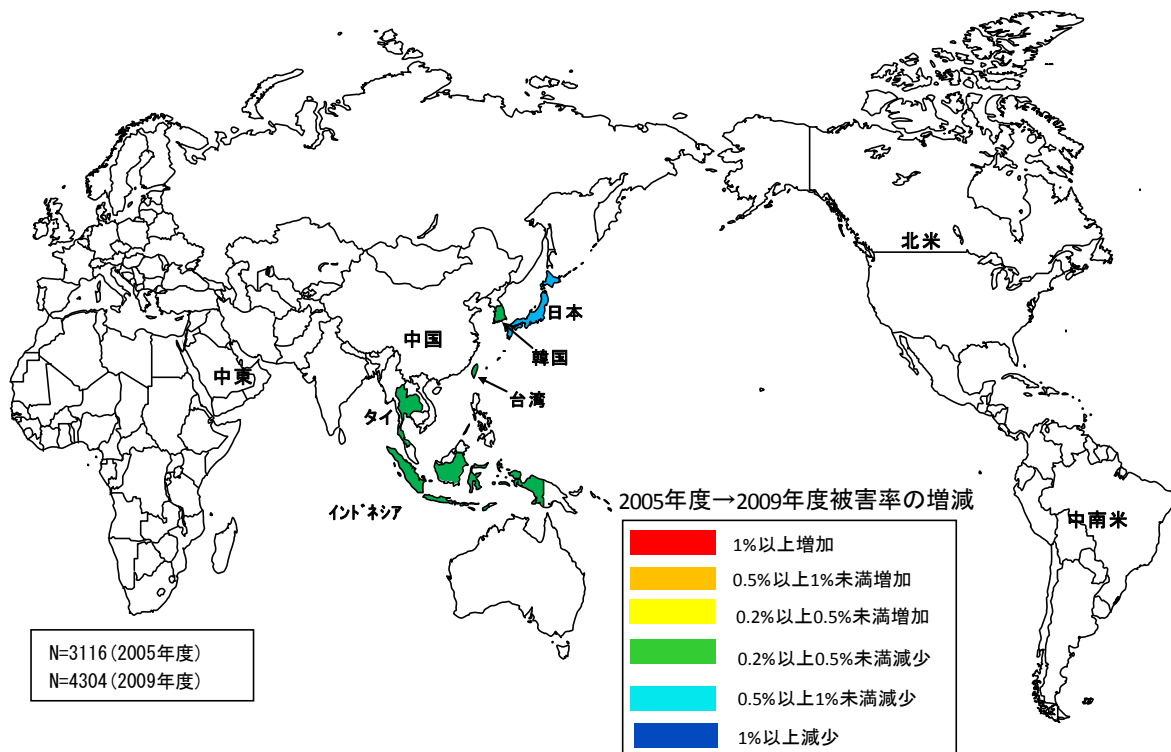 北米
日本
中国
韓国
中東
台湾
タイ
インドネシア
2005年度→2009年度被害率の増減
中南米
1%以上増加
0.5%以上1%未満増加
0.2%以上0.5%未満増加
0.2%以上0.5%未満減少
0.5%以上1%未満減少
1%以上減少
N=3116(2005年度)
N=4304(2009年度)